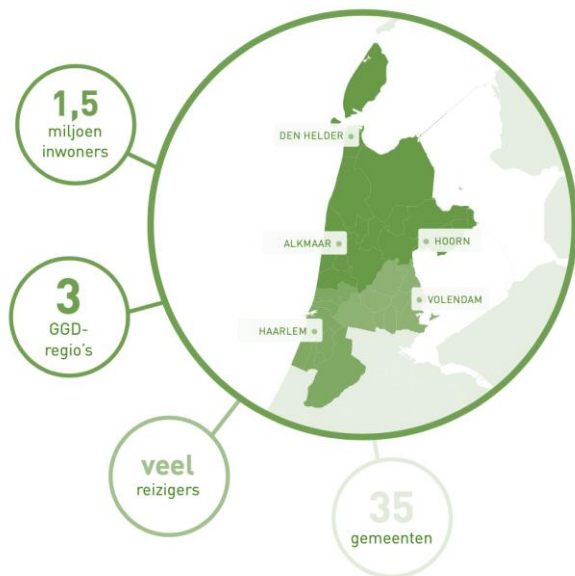 1,5
miljoen
inwoners
DEN HELDER
ALKMAAR
HOORN
3
GGD-
regio's
VOLENDAM
HAARLEM
veel
reizigers
35
gemeenten